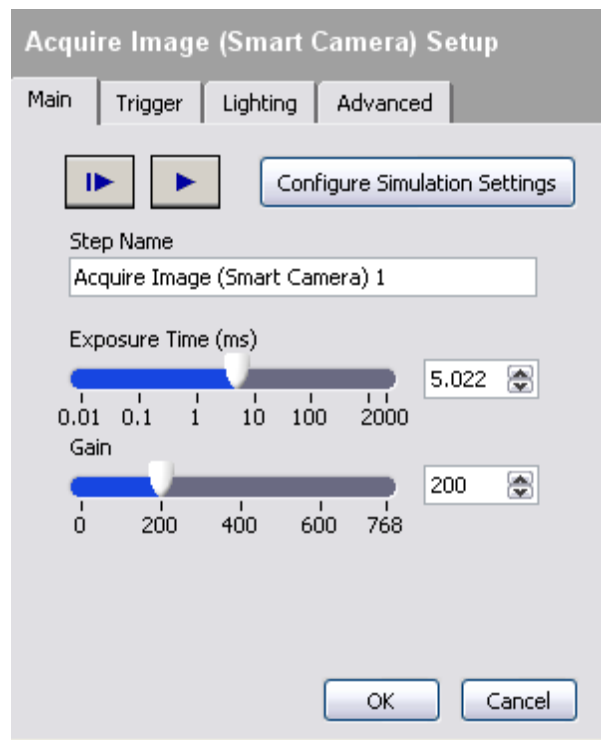 Acquire Image (Smart Camera) Setup
Main Trigger Lighting Advanced
Configure Simulation Settings
Step Name
Acquire Image (Smart Camera) 1
Exposure Time (ms)
5.022
0.01 0.1 1 10 100 2000
Gain
200
0 200 400 600 768
OK Cancel